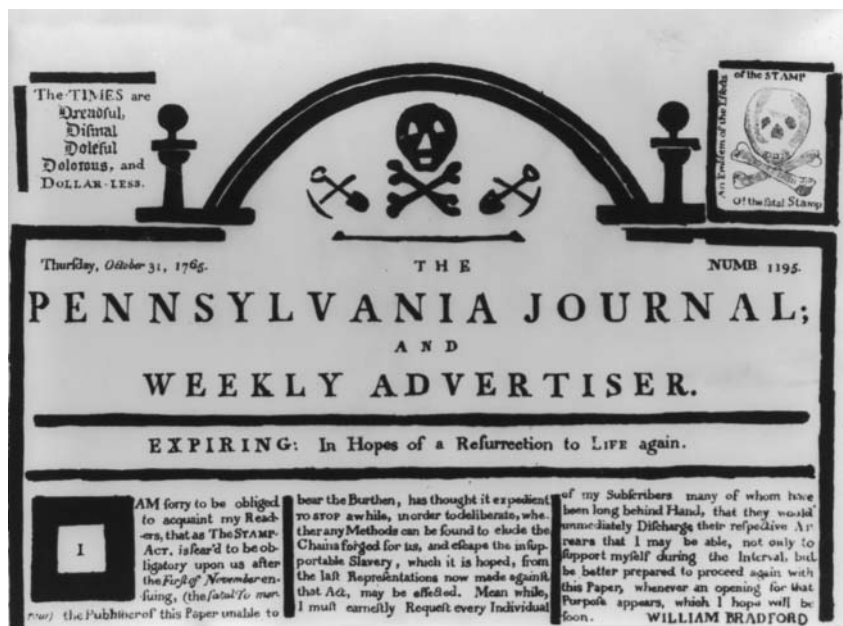 The TIMES are
Dreadful,
Diſmal
Doleful
Dolorous, and
DOLLAR-LESS.
An Emblem of the Effects
of the STAMP
O! the fatal Stamp
Thurſday, October 31, 1765.
THE
NUMB 1195.
PENNSYLVANIA JOURNAL;
AND
WEEKLY ADVERTISER.
EXPIRING: In Hopes of a Reſurrection to LIFE again.
I AM ſorry to be obliged
to acquaint my Read-
ers, that as The STAMP-
ACT, is fear'd to be ob-
ligatory upon us after
the Firſt of November en-
ſuing, (the fatal To mor-
row) the Publiſher of this Paper unable to
bear the Burthen, has thought it expedient
TO STOP awhile, in order to deliberate, whe-
ther any Methods can be found to elude the
Chains forged for us, and eſcape the inſup-
portable Slavery, which it is hoped, from
the laſt Repreſentations now made againſt
that Act, may be effected. Mean while,
I muſt earneſtly Requeſt every Individual
of my Subſcribers many of whom have
been long behind Hand, that they would
immediately Diſcharge their reſpective Ar
rears that I may be able, not only to
ſupport myſelf during the Interval, but
be better prepared to proceed again with
this Paper, whenever an opening for that
Purpoſe appears, which I hope will be
ſoon. WILLIAM BRADFORD